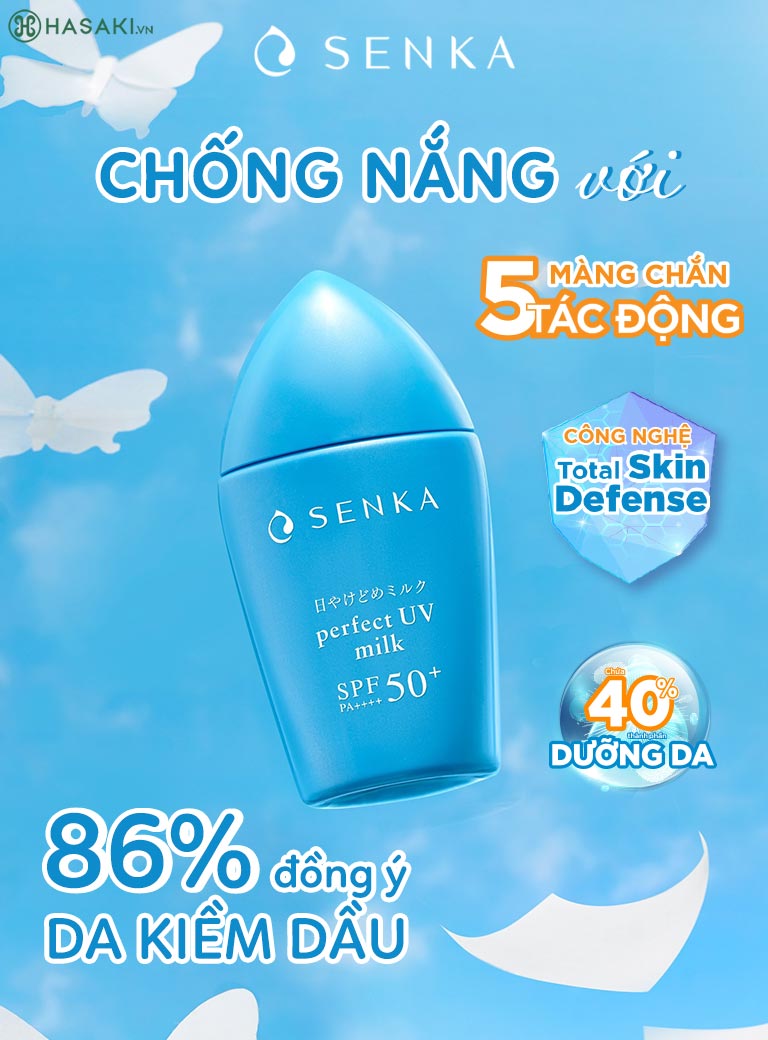 HASAKI.VN
SENKA
CHỐNG NẮNG với
5 MÀNG CHẮN
TÁC ĐỘNG
CÔNG NGHỆ
Total Skin
Defense
SENKA
日やけどめミルク
perfect UV
milk
SPF 50+
PA++++
Chứa
40%
thành phần
DƯỠNG DA
86% đồng ý
DA KIỀM DẦU